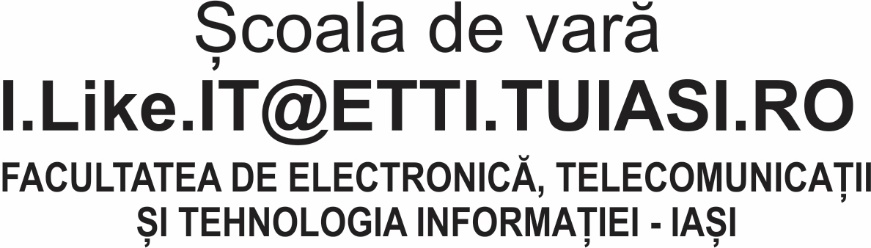 Școala de vară
I.Like.IT@ETTI.TUIASI.RO
FACULTATEA DE ELECTRONICĂ, TELECOMUNICAȚII
ȘI TEHNOLOGIA INFORMAȚIEI - IAȘI